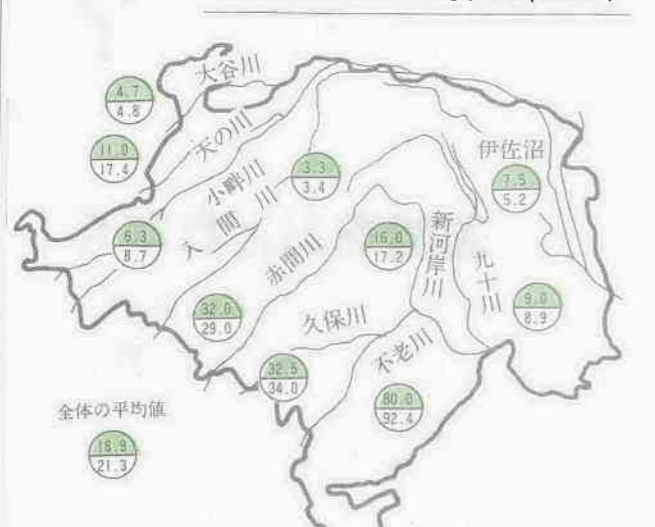 大谷川
4.7
4.8
天の川
11.0
17.4
小畔川
6.3
8.7
入間川
3.3
3.4
伊佐沼
7.5
5.2
赤間川
32.0
29.0
新河岸川
16.0
17.2
九十川
9.0
8.9
久保川
32.5
34.0
不老川
80.0
92.4
全体の平均値
18.9
21.3